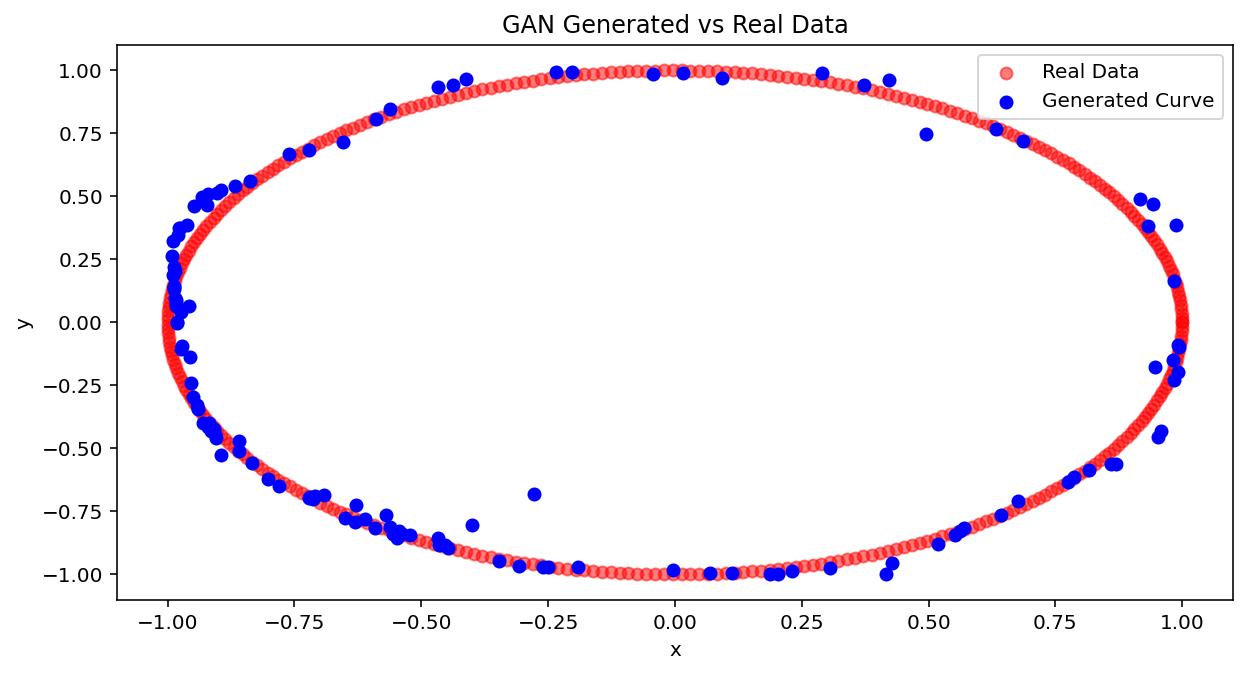 GAN Generated vs Real Data
Real Data
Generated Curve
1.00
0.75
0.50
0.25
0.00
−0.25
−0.50
−0.75
−1.00
y
−1.00 −0.75 −0.50 −0.25 0.00 0.25 0.50 0.75 1.00
x